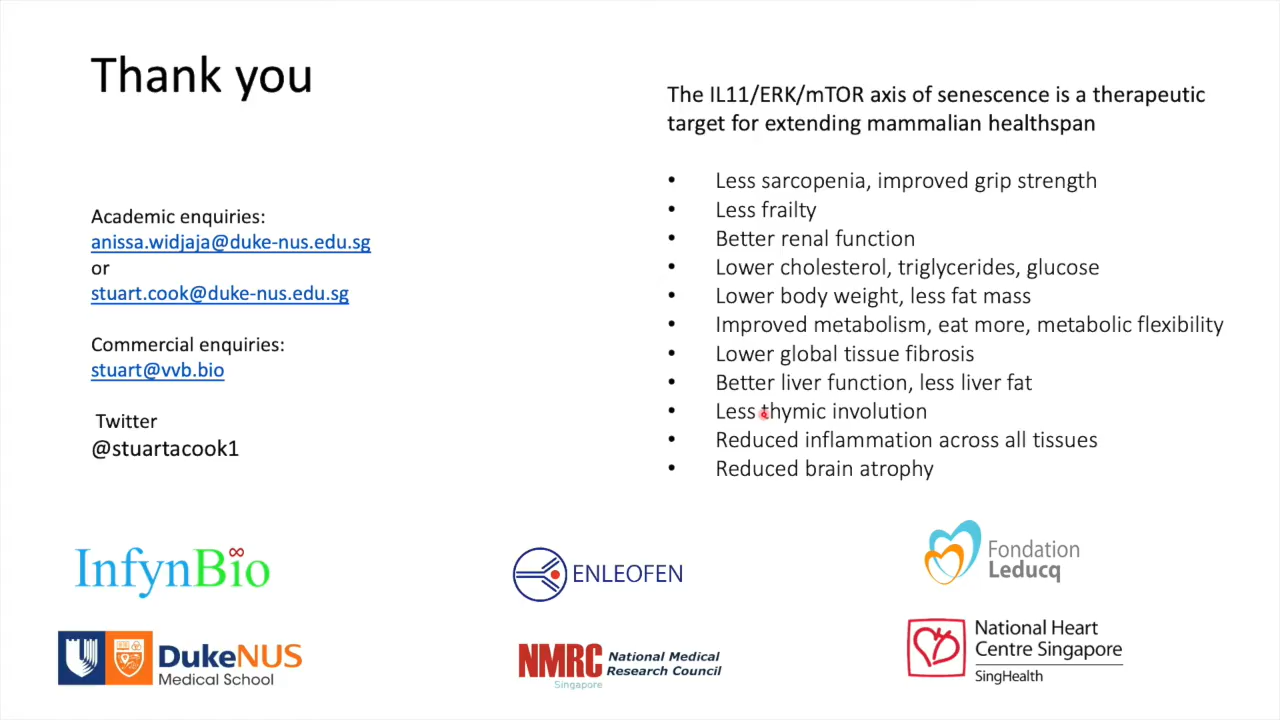 Thank you
Academic enquiries:
anissa.widjaja@duke-nus.edu.sg
or
stuart.cook@duke-nus.edu.sg
Commercial enquiries:
stuart@vvb.bio
Twitter
@stuartacook1
The IL11/ERK/mTOR axis of senescence is a therapeutic
target for extending mammalian healthspan
• Less sarcopenia, improved grip strength
• Less frailty
• Better renal function
• Lower cholesterol, triglycerides, glucose
• Lower body weight, less fat mass
• Improved metabolism, eat more, metabolic flexibility
• Lower global tissue fibrosis
• Better liver function, less liver fat
• Less thymic involution
• Reduced inflammation across all tissues
• Reduced brain atrophy
InfynBio
ENLEOFEN
Fondation
Leducq
DukeNUS
Medical School
NMRC
Singapore
National Medical
Research Council
National Heart
Centre Singapore
SingHealth